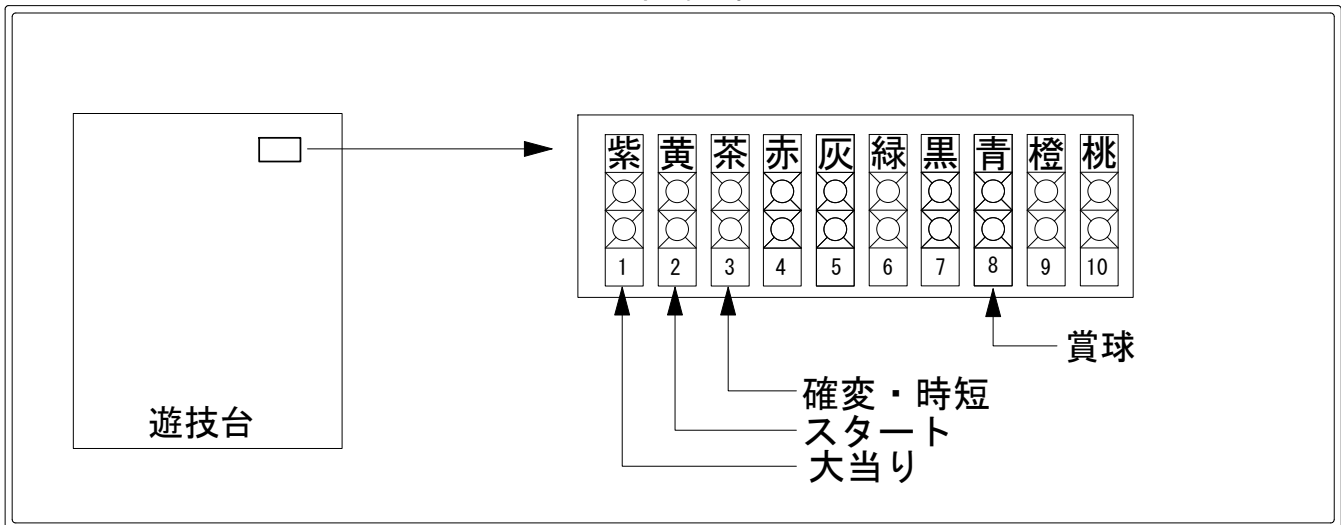 紫 黄 茶 赤 灰 緑 黒 青 橙 桃
1 2 3 4 5 6 7 8 9 10
賞球
確変・時短
スタート
大当り
遊技台